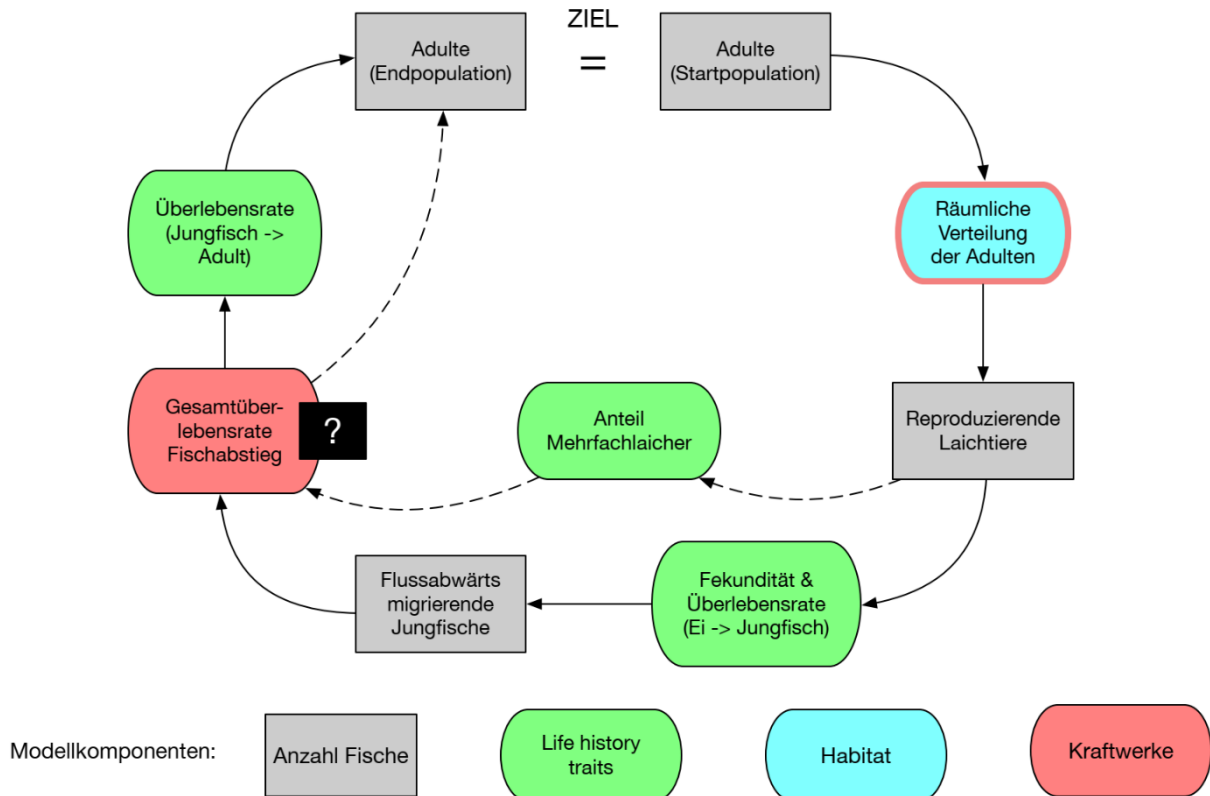 ZIEL
Adulte
(Endpopulation)
=
Adulte
(Startpopulation)
Überlebensrate
(Jungfisch ->
Adult)
Räumliche
Verteilung
der Adulten
Gesamtüber-
lebensrate
Fischabstieg
?
Anteil
Mehrfachlaicher
Reproduzierende
Laichtiere
Flussabwärts
migrierende
Jungfische
Fekundität &
Überlebensrate
(Ei -> Jungfisch)
Modellkomponenten:
Anzahl Fische
Life history
traits
Habitat
Kraftwerke